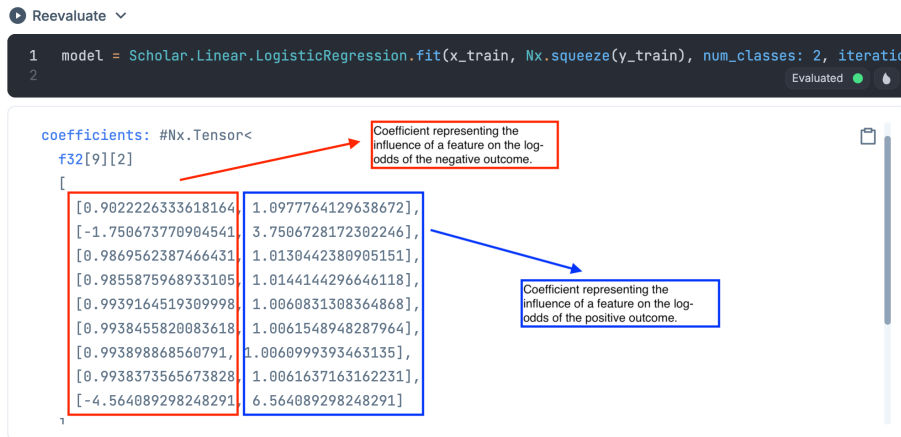 Reevaluate
1 model = Scholar.Linear.LogisticRegression.fit(x_train, Nx.squeeze(y_train), num_classes: 2, iteratio
2
Evaluated
coefficients: #Nx.Tensor<
f32[9][2]
[
[0.9022226333618164, 1.0977764129638672],
[-1.750673770904541, 3.7506728172302246],
[0.9869562387466431, 1.0130442380905151],
[0.9855875968933105, 1.0144144296646118],
[0.9939164519309998, 1.0060831308364868],
[0.9938455820083618, 1.0061548948287964],
[0.993898868560791, 1.0060999393463135],
[0.9938373565673828, 1.0061637163162231],
[-4.564089298248291, 6.564089298248291]
]
Coefficient representing the
influence of a feature on the log-
odds of the negative outcome.
Coefficient representing the
influence of a feature on the log-
odds of the positive outcome.